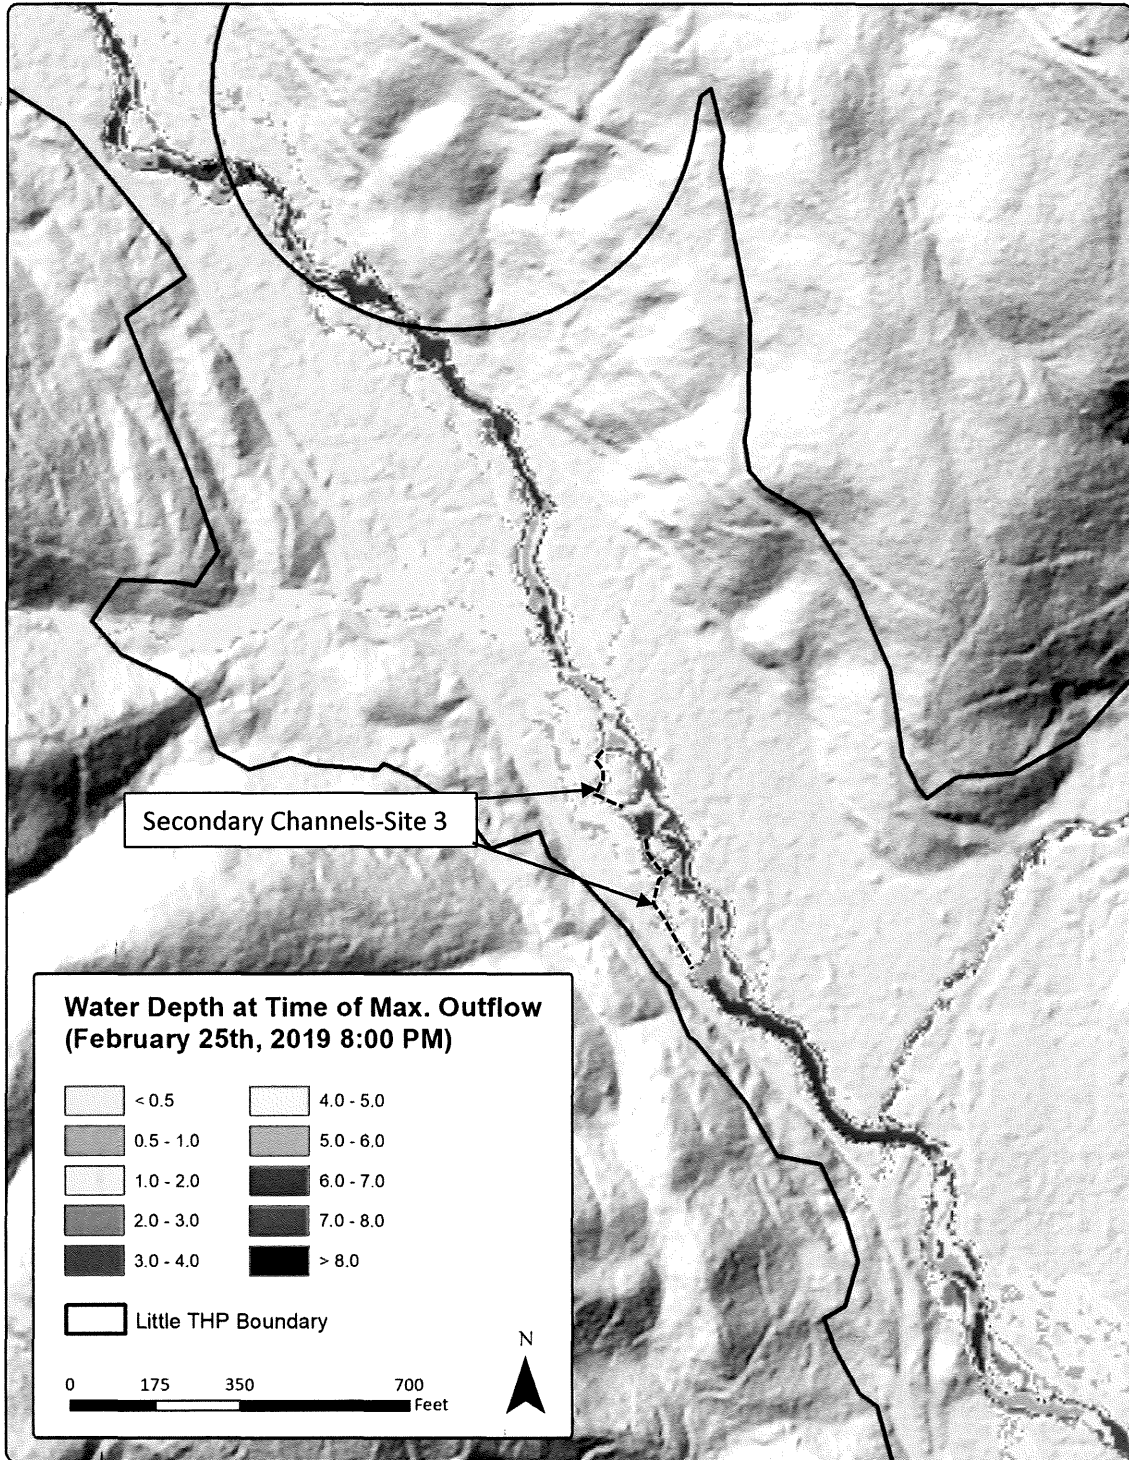 Secondary Channels-Site 3
Water Depth at Time of Max. Outflow
(February 25th, 2019 8:00 PM)
< 0.5
0.5 - 1.0
1.0 - 2.0
2.0 - 3.0
3.0 - 4.0
4.0 - 5.0
5.0 - 6.0
6.0 - 7.0
7.0 - 8.0
> 8.0
Little THP Boundary
N
0 175 350 700
Feet